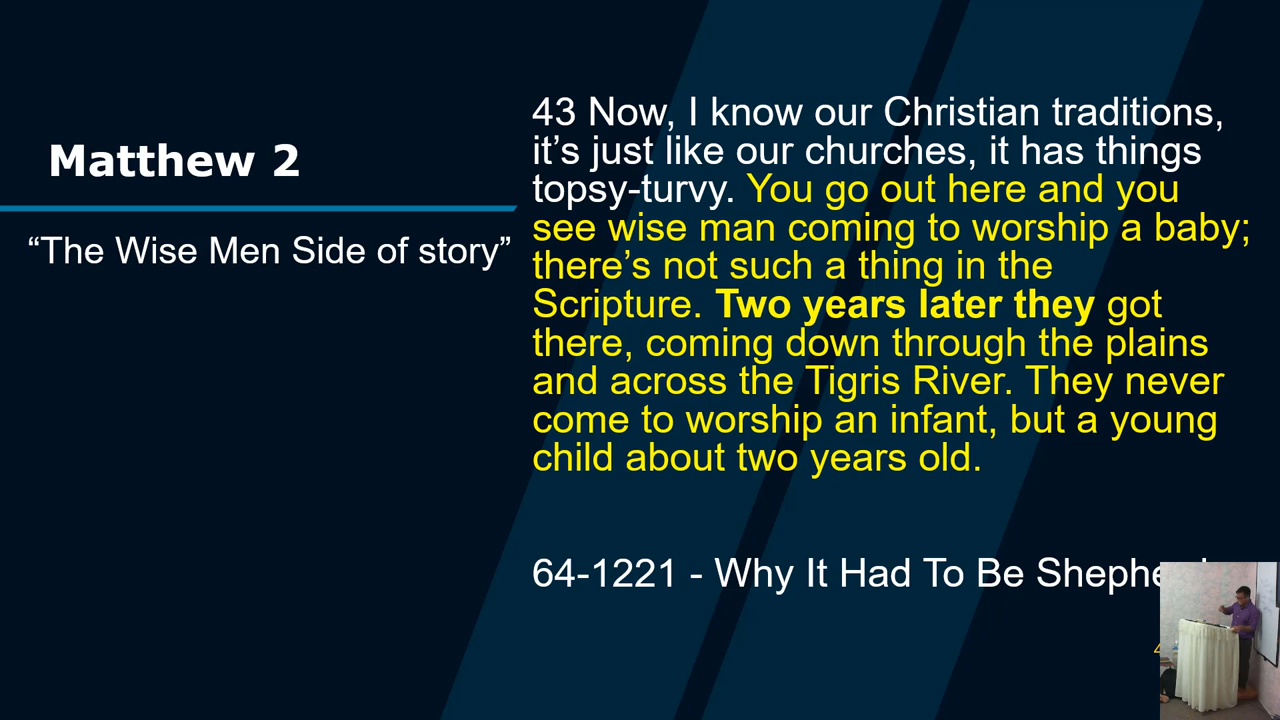 Matthew 2
“The Wise Men Side of story”
43 Now, I know our Christian traditions,
it’s just like our churches, it has things
topsy-turvy. You go out here and you
see wise man coming to worship a baby;
there’s not such a thing in the
Scripture. Two years later they got
there, coming down through the plains
and across the Tigris River. They never
come to worship an infant, but a young
child about two years old.
64-1221 - Why It Had To Be